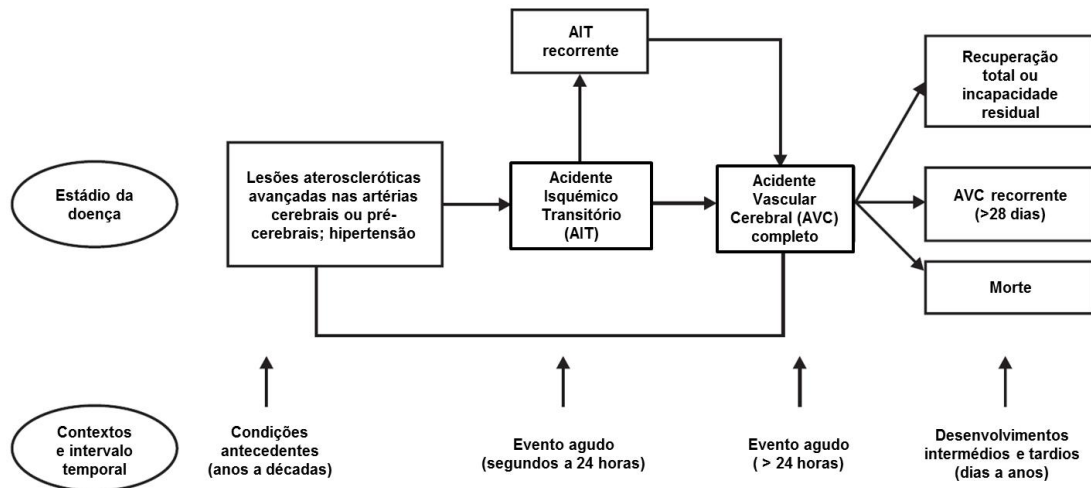 AIT
recorrente
Recuperação
total ou
incapacidade
residual
Estádio da
doença
Lesões ateroscleróticas
avançadas nas artérias
cerebrais ou pré-
cerebrais; hipertensão
Acidente
Isquémico
Transitório
(AIT)
Acidente
Vascular
Cerebral (AVC)
completo
AVC recorrente
(>28 dias)
Morte
Contextos
e intervalo
temporal
Condições
antecedentes
(anos a décadas)
Evento agudo
(segundos a 24 horas)
Evento agudo
( > 24 horas)
Desenvolvimentos
intermédios e tardios
(dias a anos)